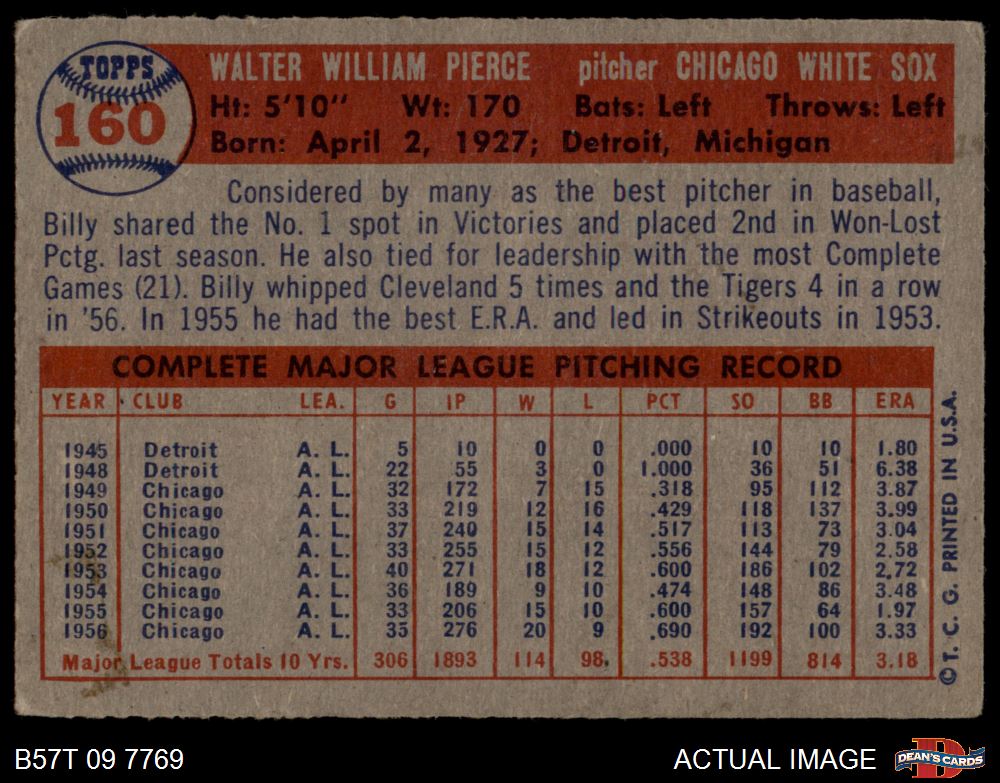 TOPPS
160
WALTER WILLIAM PIERCE pitcher CHICAGO WHITE SOX
Ht: 5'10" Wt: 170 Bats: Left Throws: Left
Born: April 2, 1927; Detroit, Michigan
Considered by many as the best pitcher in baseball,
Billy shared the No. 1 spot in Victories and placed 2nd in Won-Lost
Pctg. last season. He also tied for leadership with the most Complete
Games (21). Billy whipped Cleveland 5 times and the Tigers 4 in a row
in '56. In 1955 he had the best E.R.A. and led in Strikeouts in 1953.
COMPLETE MAJOR LEAGUE PITCHING RECORD
YEAR CLUB LEA. G IP W L PCT SO BB ERA
1945 Detroit A. L. 5 10 0 0 .000 10 10 1.80
1948 Detroit A. L. 22 55 3 0 1.000 36 51 6.38
1949 Chicago A. L. 32 172 7 15 .318 95 112 3.87
1950 Chicago A. L. 33 219 12 16 .429 118 137 3.99
1951 Chicago A. L. 37 240 15 14 .517 113 73 3.04
1952 Chicago A. L. 33 255 15 12 .556 144 79 2.58
1953 Chicago A. L. 40 271 18 12 .600 186 102 2.72
1954 Chicago A. L. 36 189 9 10 .474 148 86 3.48
1955 Chicago A. L. 33 206 15 10 .600 157 64 1.97
1956 Chicago A. L. 35 276 20 9 .690 192 100 3.33
Major League Totals 10 Yrs. 306 1893 114 98 .538 1199 814 3.18
©T. C. G. PRINTED IN U.S.A.
B57T 09 7769 ACTUAL IMAGE
D
DEAN'S CARDS